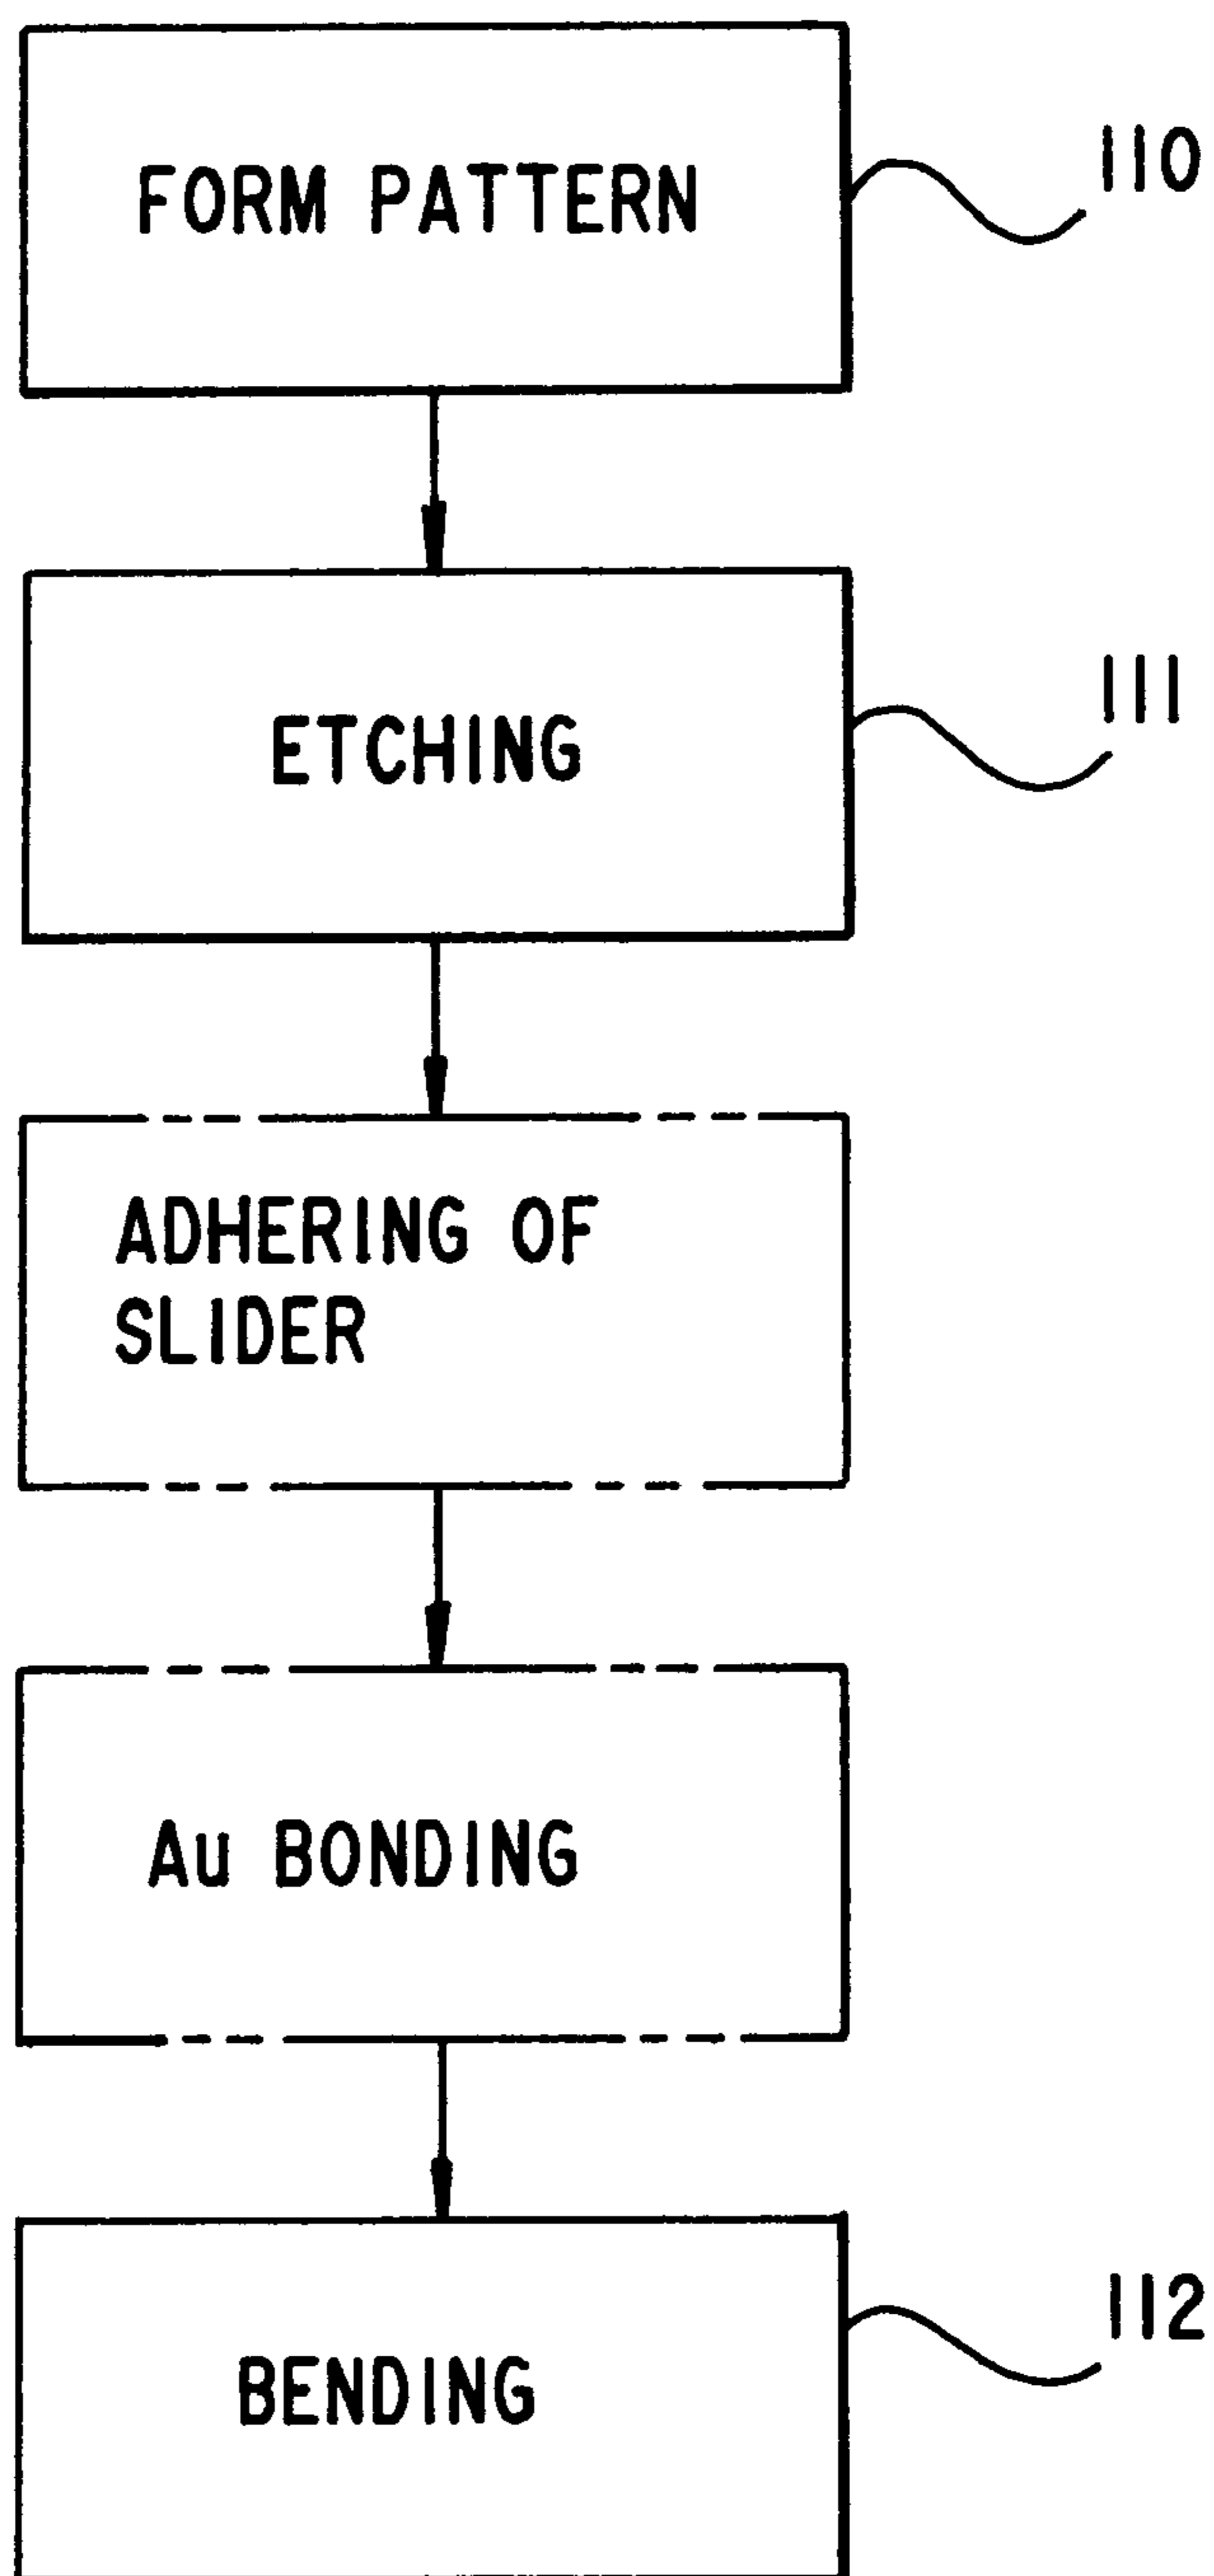 FORM PATTERN
110
ETCHING
111
ADHERING OF
SLIDER
Au BONDING
BENDING
112